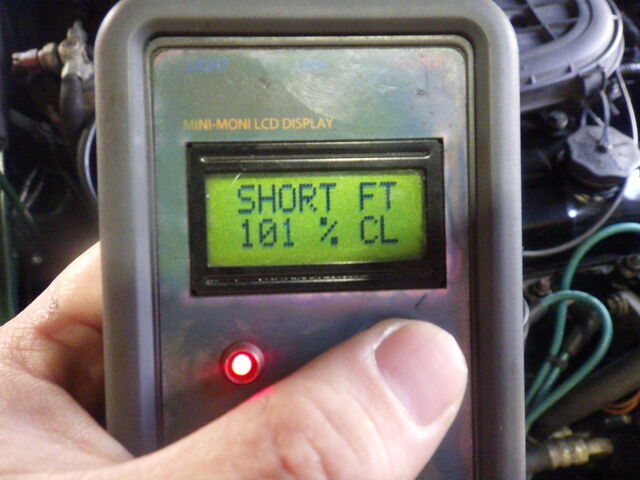 MINI-MONI LCD DISPLAY
SHORT FT
101 % CL